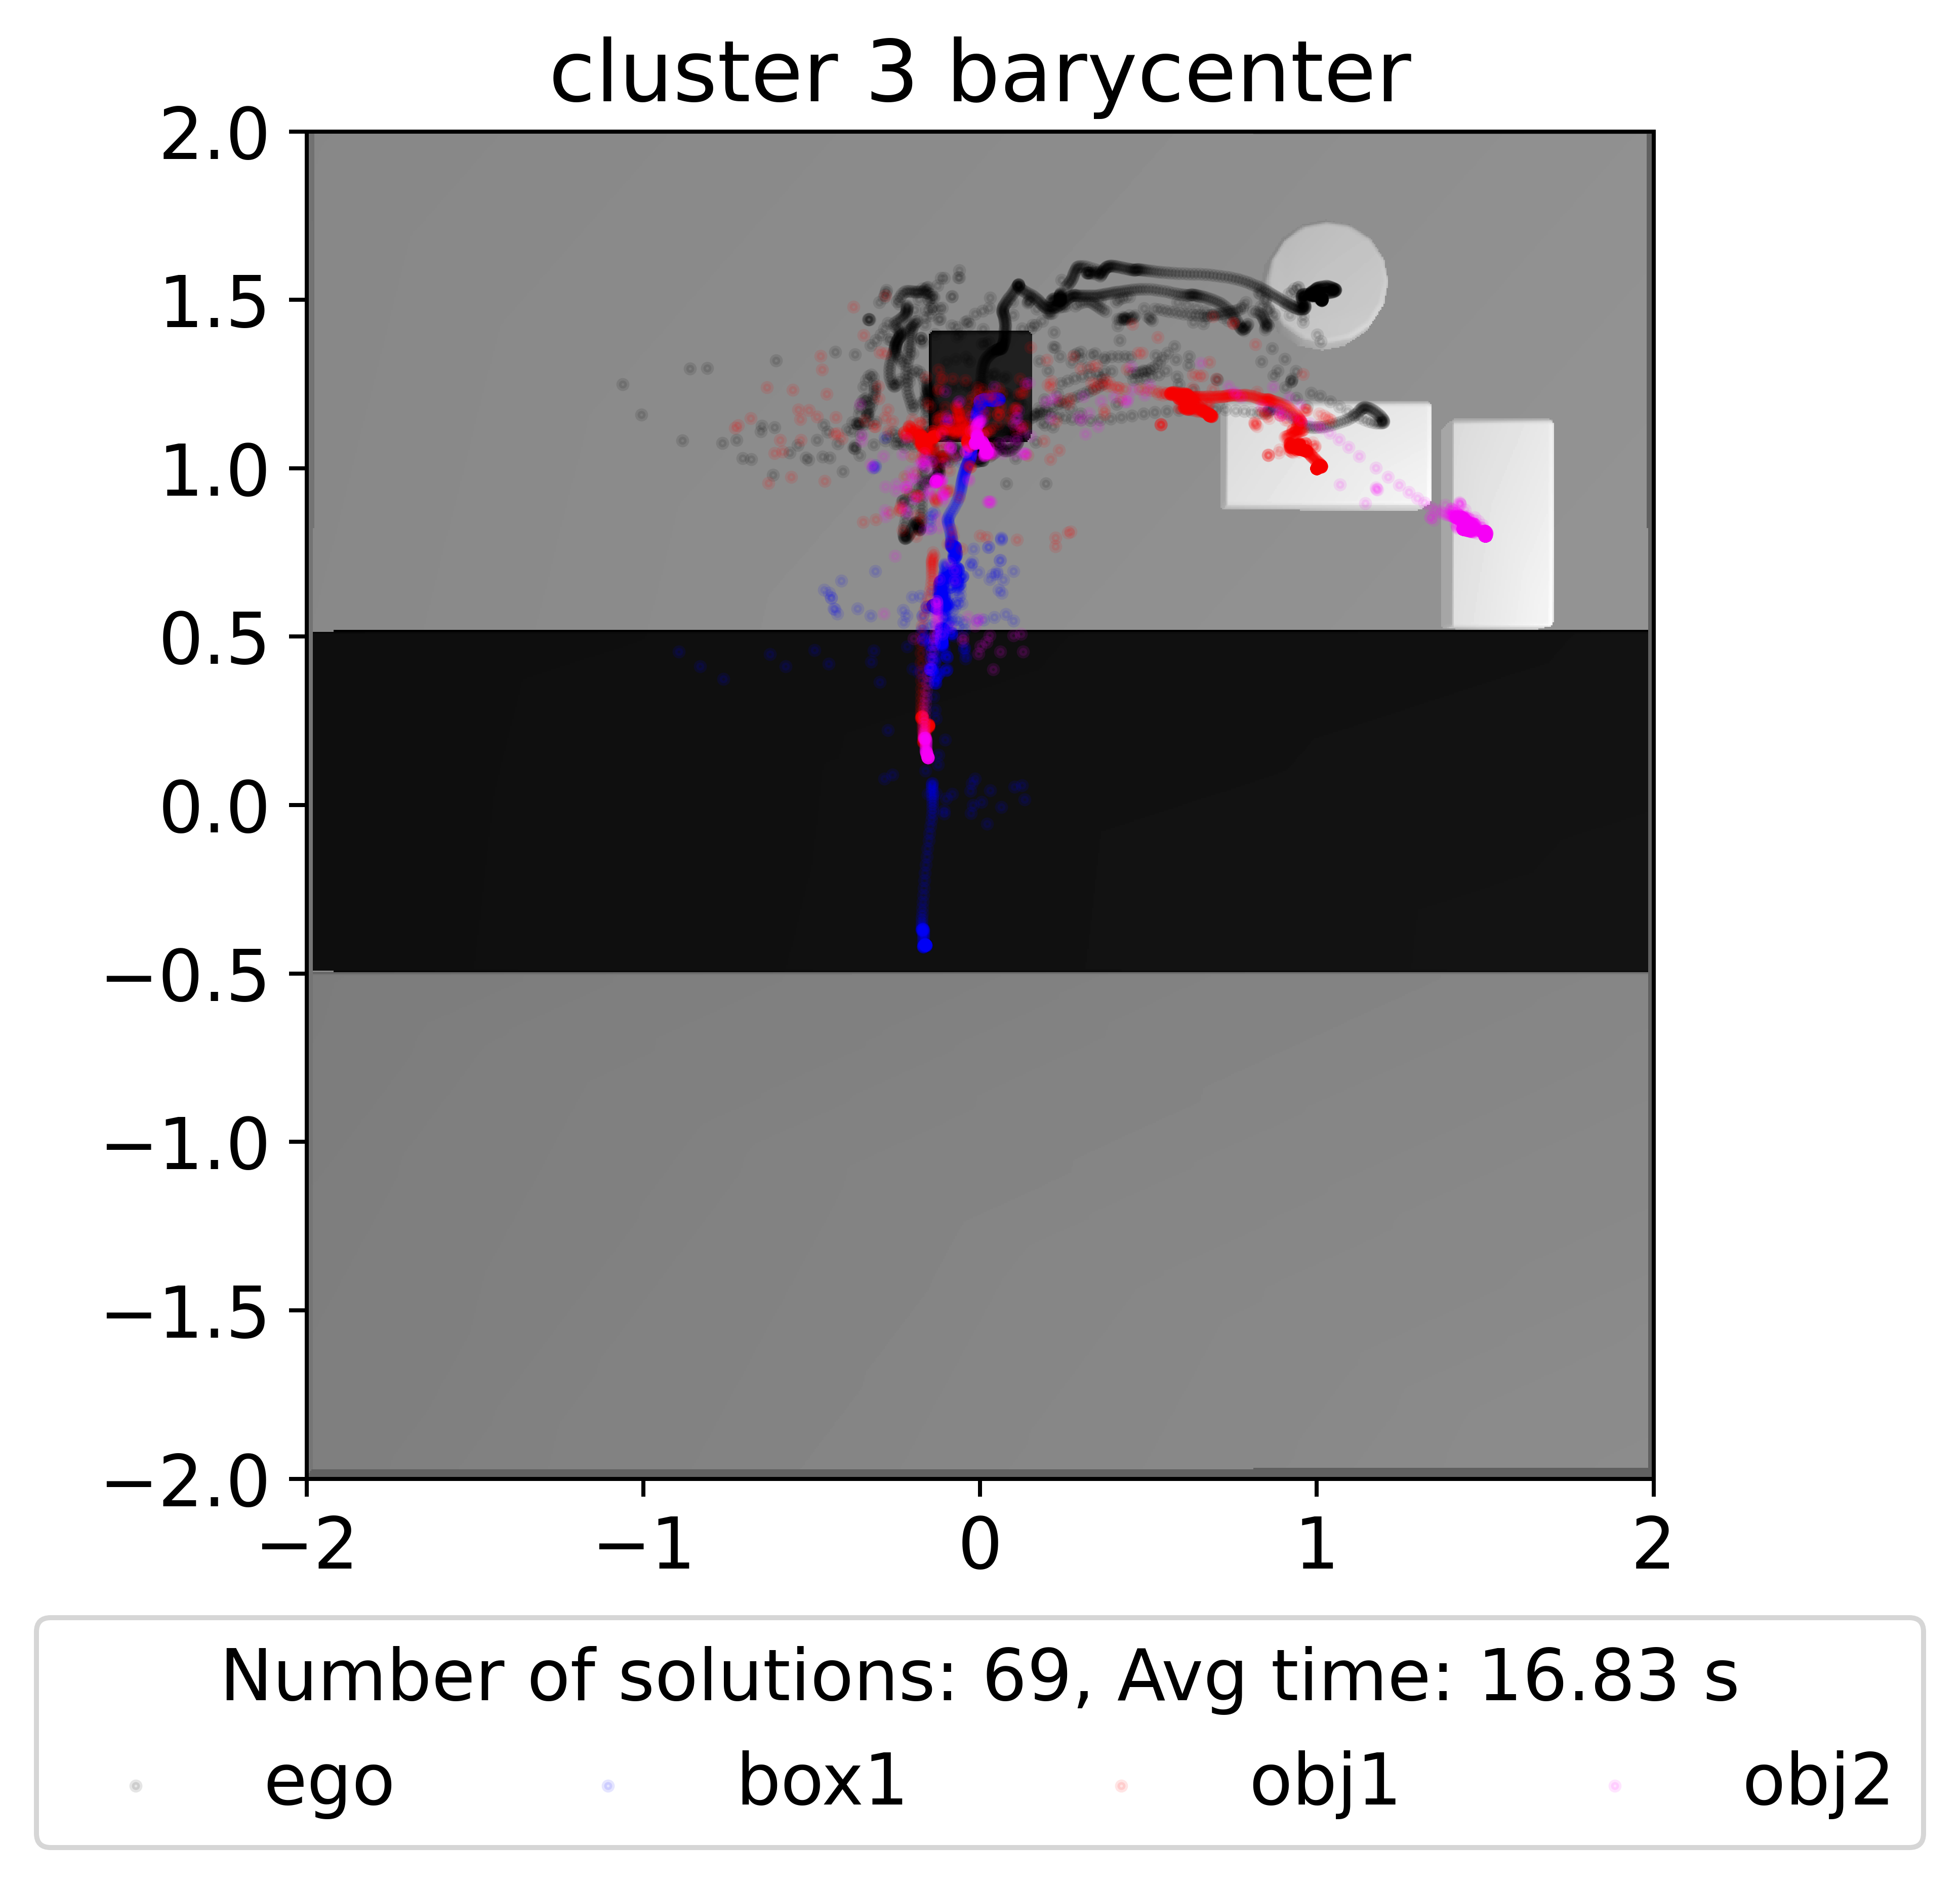 cluster 3 barycenter
2.0
1.5
1.0
0.5
0.0
−0.5
−1.0
−1.5
−2.0
−2 −1 0 1 2
Number of solutions: 69, Avg time: 16.83 s
ego box1 obj1 obj2